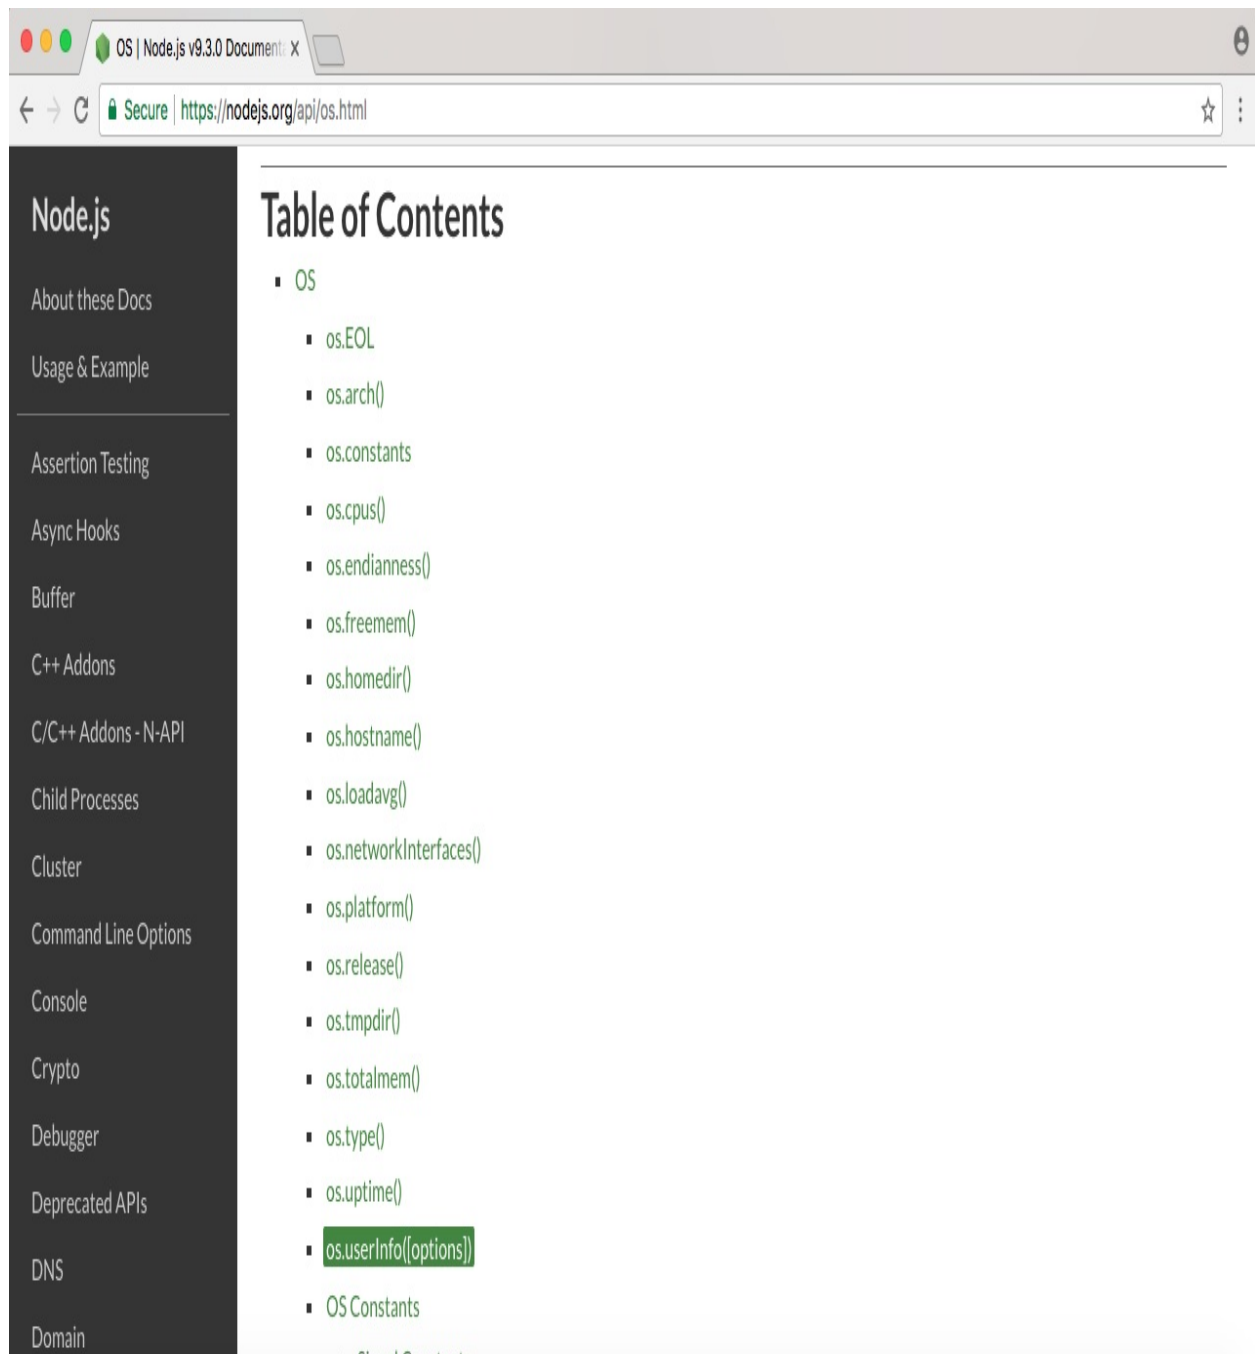 OS | Node.js v9.3.0 Document
Secure | https://nodejs.org/api/os.html
Node.js
About these Docs
Usage & Example
Assertion Testing
Async Hooks
Buffer
C++ Addons
C/C++ Addons - N-API
Child Processes
Cluster
Command Line Options
Console
Crypto
Debugger
Deprecated APIs
DNS
Domain
Table of Contents
OS
os.EOL
os.arch()
os.constants
os.cpus()
os.endianness()
os.freemem()
os.homedir()
os.hostname()
os.loadavg()
os.networkInterfaces()
os.platform()
os.release()
os.tmpdir()
os.totalmem()
os.type()
os.uptime()
os.userInfo([options])
OS Constants